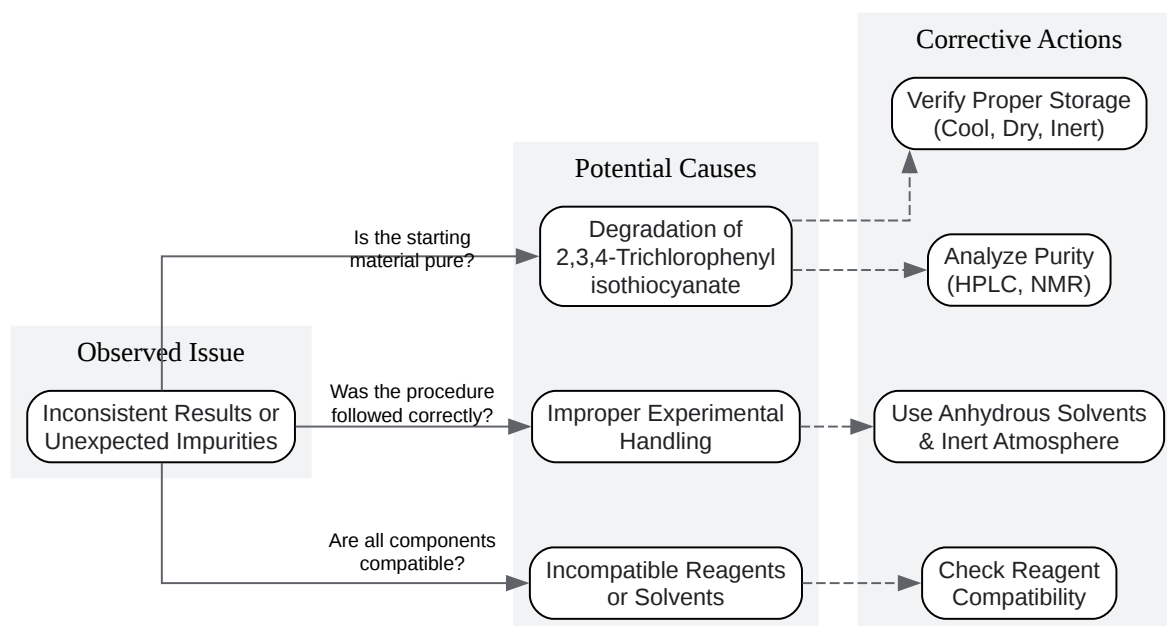 Corrective Actions
Verify Proper Storage
(Cool, Dry, Inert)
Potential Causes
Is the starting
material pure?
Degradation of
2,3,4-Trichlorophenyl
isothiocyanate
Analyze Purity
(HPLC, NMR)
Observed Issue
Inconsistent Results or
Unexpected Impurities
Was the procedure
followed correctly?
Improper Experimental
Handling
Use Anhydrous Solvents
& Inert Atmosphere
Are all components
compatible?
Incompatible Reagents
or Solvents
Check Reagent
Compatibility